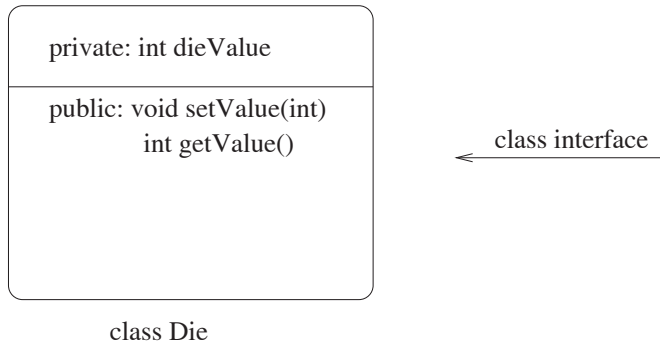 private: int dieValue
public: void setValue(int)
int getValue()
class interface
class Die